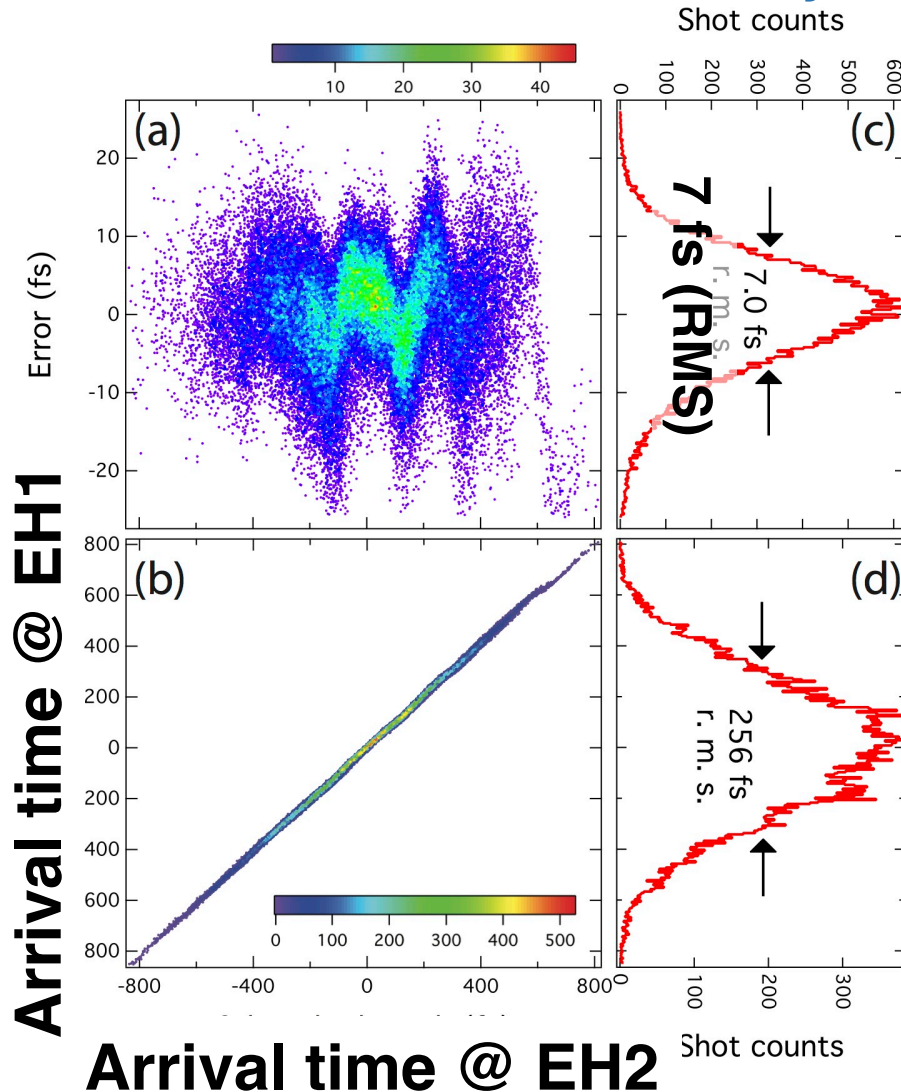 Shot counts
0 100 200 300 400 500 600
10 20 30 40
(a)
(c)
20
10
0
-10
-20
Error (fs)
7 fs (RMS)
7.0 fs
r. m. s.
Arrival time @ EH1
(b)
(d)
800
600
400
200
0
200
400
600
800
256 fs
r. m. s.
0 100 200 300 400 500
-800 -400 0 400 800
0 100 200 300
Arrival time @ EH2
Shot counts